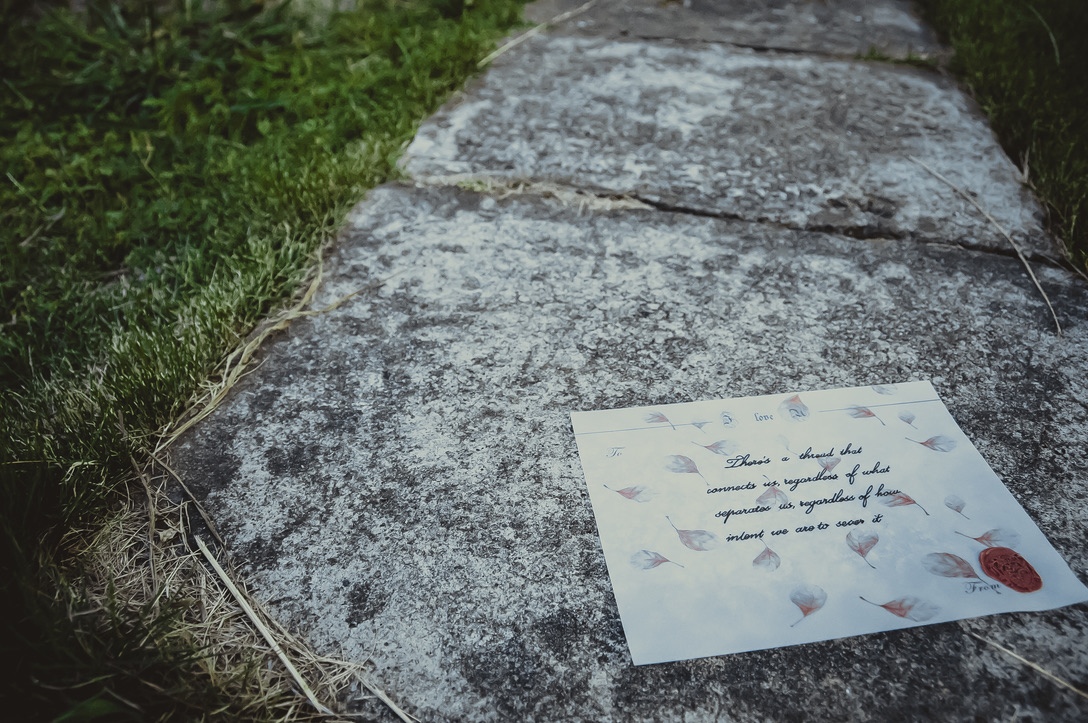 I love U
To
There's a thread that
connects us, regardless of what
separates us, regardless of how
intent we are to sever it
From